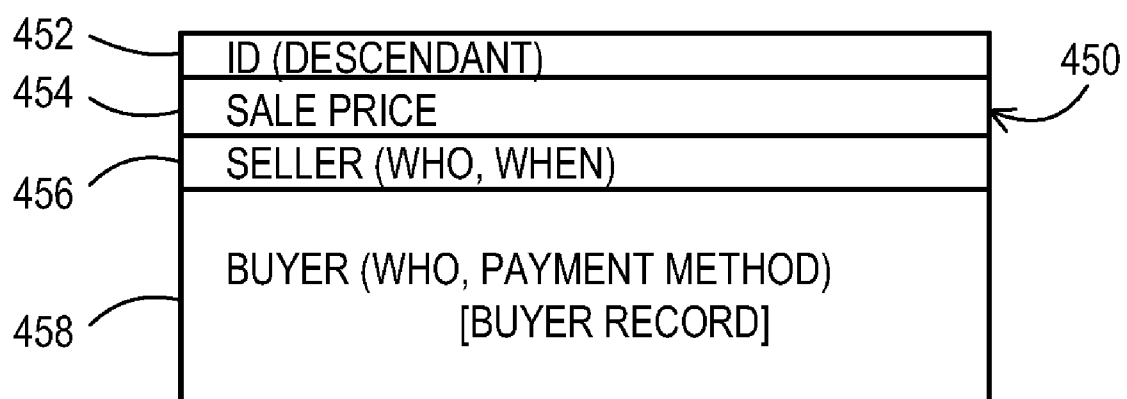 452
ID (DESCENDANT)
450
454
SALE PRICE
SELLER (WHO, WHEN)
456
BUYER (WHO, PAYMENT METHOD)
[BUYER RECORD]
458